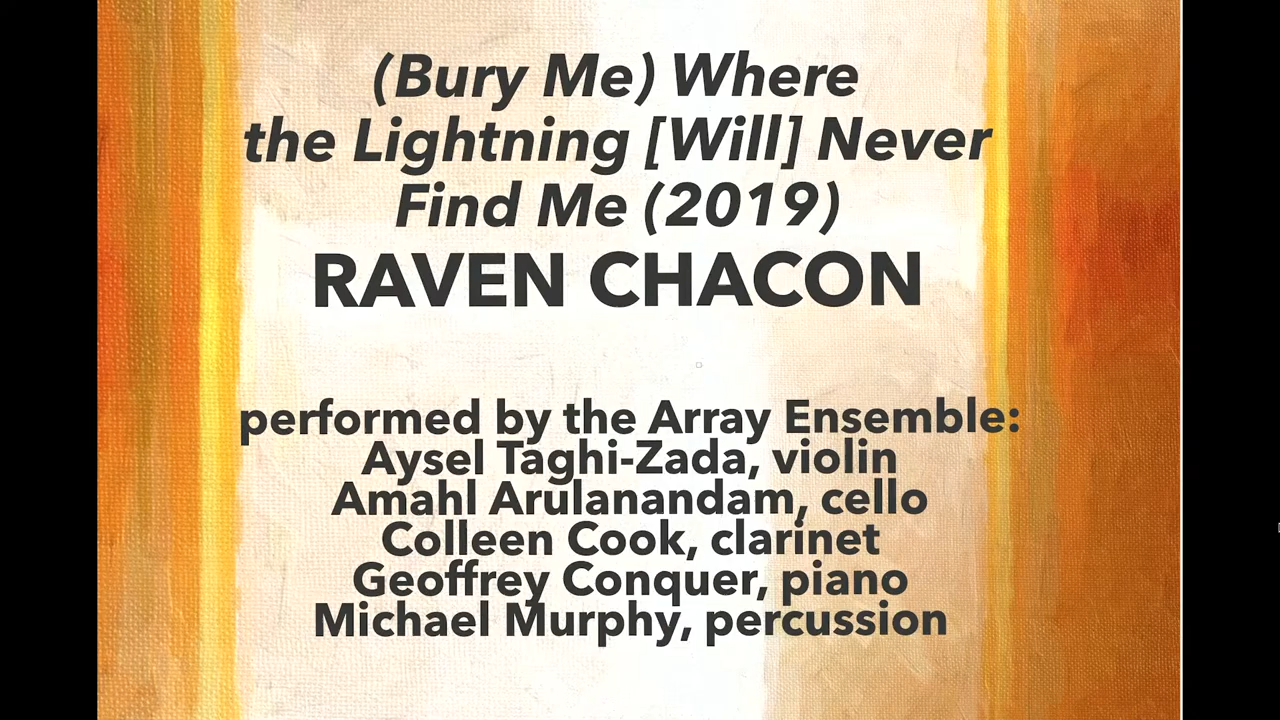 (Bury Me) Where
the Lightning [Will] Never
Find Me (2019)
RAVEN CHACON
performed by the Array Ensemble:
Aysel Taghi-Zada, violin
Amahl Arulanandam, cello
Colleen Cook, clarinet
Geoffrey Conquer, piano
Michael Murphy, percussion